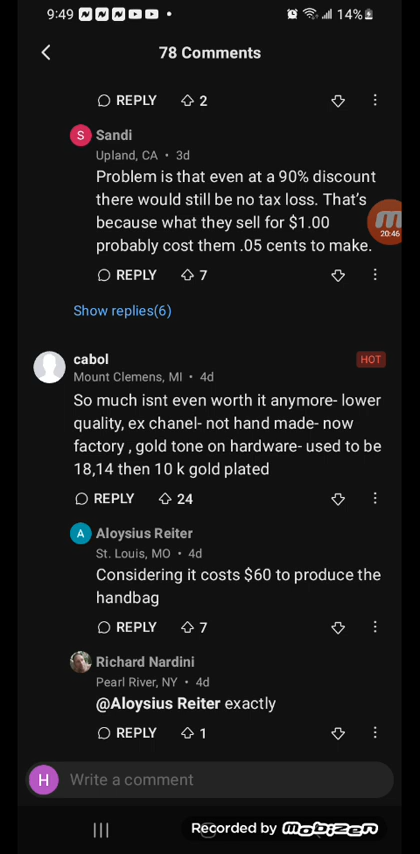 9:49
14%
78 Comments
REPLY 2
S Sandi
Upland, CA • 3d
Problem is that even at a 90% discount
there would still be no tax loss. That's
because what they sell for $1.00
probably cost them .05 cents to make.
20:46
REPLY 7
Show replies(6)
cabol HOT
Mount Clemens, MI • 4d
So much isnt even worth it anymore- lower
quality, ex chanel- not hand made- now
factory , gold tone on hardware- used to be
18,14 then 10 k gold plated
REPLY 24
A Aloysius Reiter
St. Louis, MO • 4d
Considering it costs $60 to produce the
handbag
REPLY 7
Richard Nardini
Pearl River, NY • 4d
@Aloysius Reiter exactly
REPLY 1
H Write a comment
Recorded by mobizen